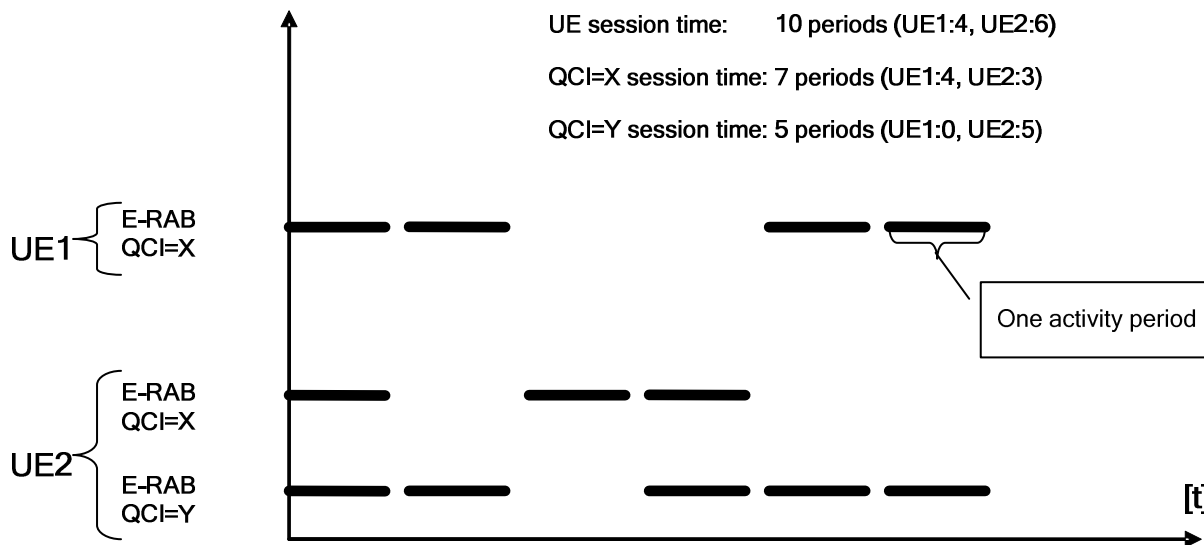 UE session time: 10 periods (UE1:4, UE2:6)
QCI=X session time: 7 periods (UE1:4, UE2:3)
QCI=Y session time: 5 periods (UE1:0, UE2:5)
UE1
E-RAB
QCI=X
One activity period
UE2
E-RAB
QCI=X
E-RAB
QCI=Y
[t]